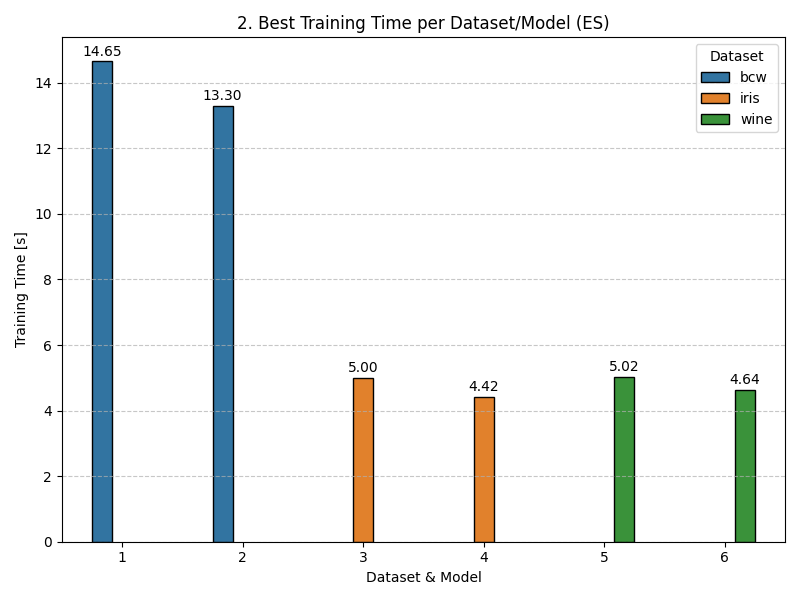 2. Best Training Time per Dataset/Model (ES)
Training Time [s]
14
12
10
8
6
4
2
0
14.65
13.30
5.00
4.42
5.02
4.64
Dataset
bcw
iris
wine
1 2 3 4 5 6
Dataset & Model